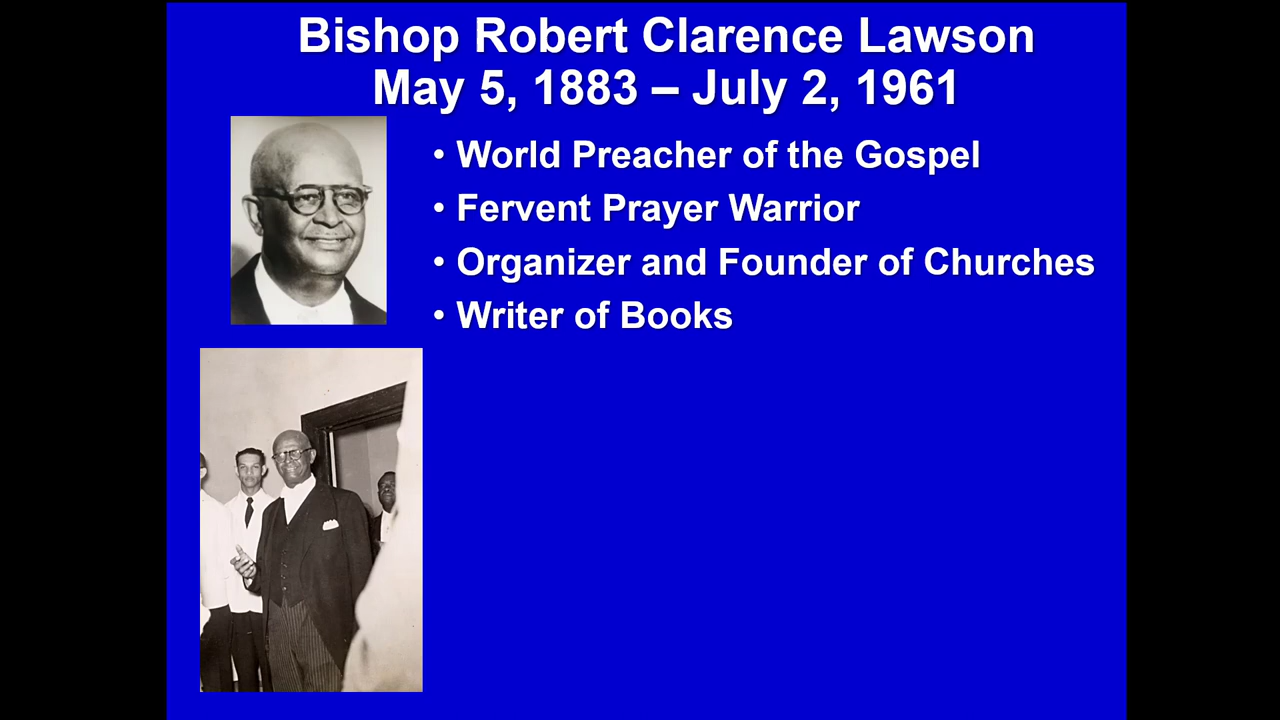 Bishop Robert Clarence Lawson
May 5, 1883 – July 2, 1961
• World Preacher of the Gospel
• Fervent Prayer Warrior
• Organizer and Founder of Churches
• Writer of Books